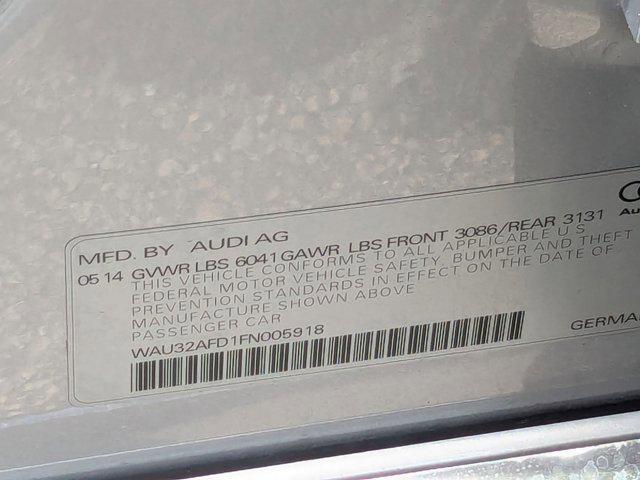 MFD. BY AUDI AG
05 14 GVWR LBS 6041 GAWR LBS FRONT 3086/REAR 3131
THIS VEHICLE CONFORMS TO ALL APPLICABLE U S
FEDERAL MOTOR VEHICLE SAFETY, BUMPER AND THEFT
PREVENTION STANDARDS IN EFFECT ON THE DATE OF
MANUFACTURE SHOWN ABOVE
PASSENGER CAR
WAU32AFD1FN005918
GERMA